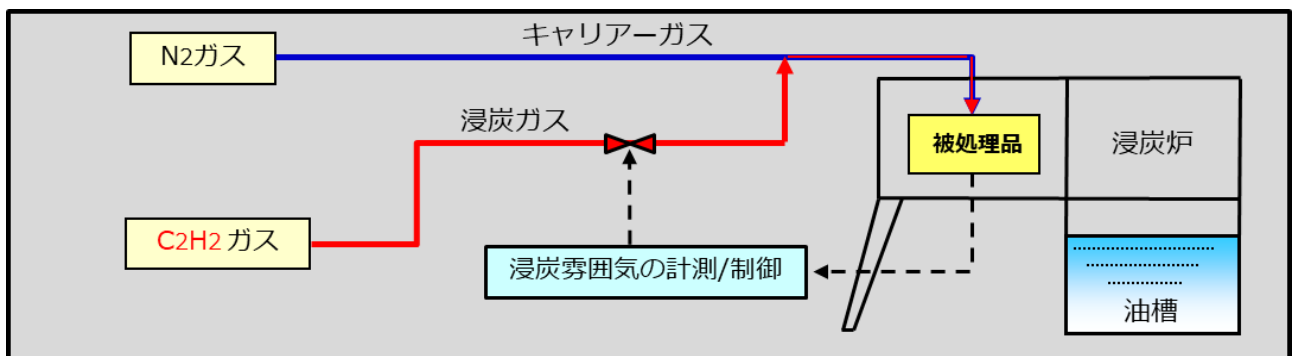 N2ガス
キャリアーガス
浸炭ガス
被処理品
浸炭炉
C2H2 ガス
浸炭雰囲気の計測/制御
油槽